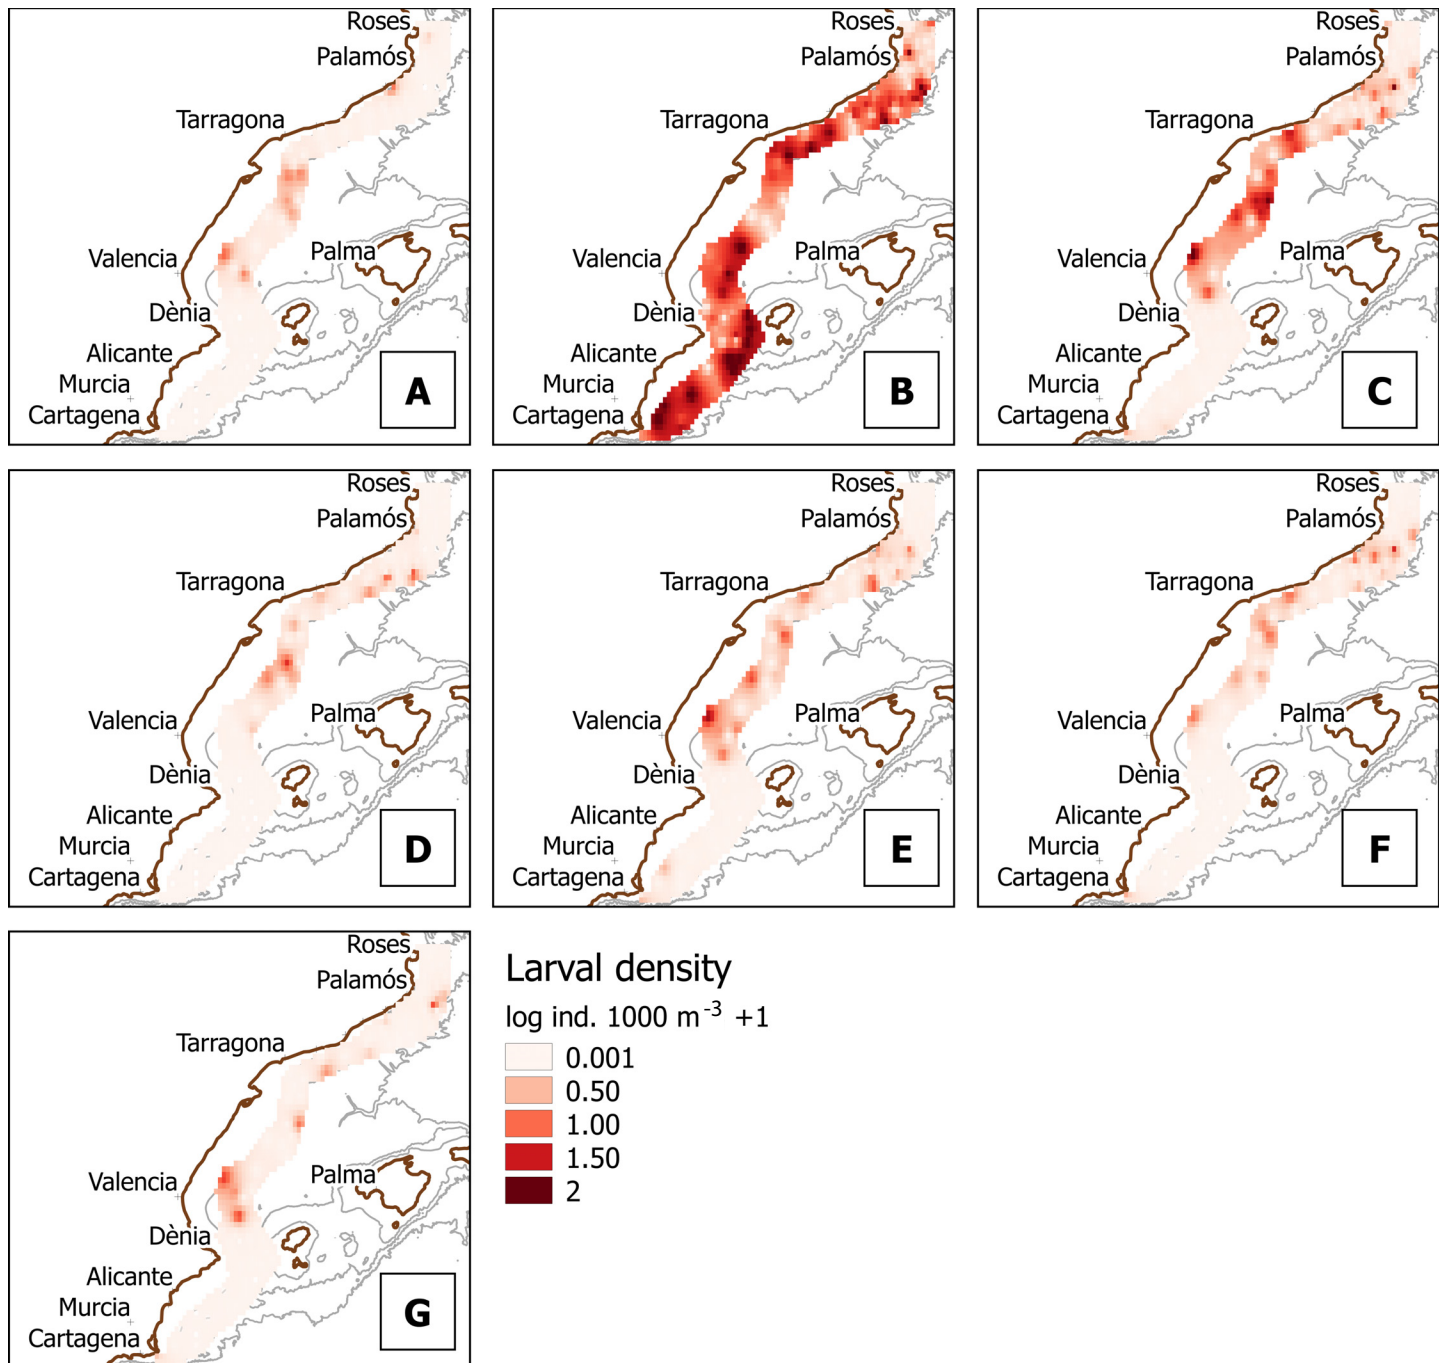 Roses
Palamós
Tarragona
Valencia
Palma
Dènia
Alicante
Murcia
Cartagena
A
Roses
Palamós
Tarragona
Valencia
Palma
Dènia
Alicante
Murcia
Cartagena
B
Roses
Palamós
Tarragona
Valencia
Palma
Dènia
Alicante
Murcia
Cartagena
C
Roses
Palamós
Tarragona
Valencia
Palma
Dènia
Alicante
Murcia
Cartagena
D
Roses
Palamós
Tarragona
Valencia
Palma
Dènia
Alicante
Murcia
Cartagena
E
Roses
Palamós
Tarragona
Valencia
Palma
Dènia
Alicante
Murcia
Cartagena
F
Roses
Palamós
Tarragona
Valencia
Palma
Dènia
Alicante
Murcia
Cartagena
G
Larval density
log ind. 1000 m⁻³ +1
0.001
0.50
1.00
1.50
2